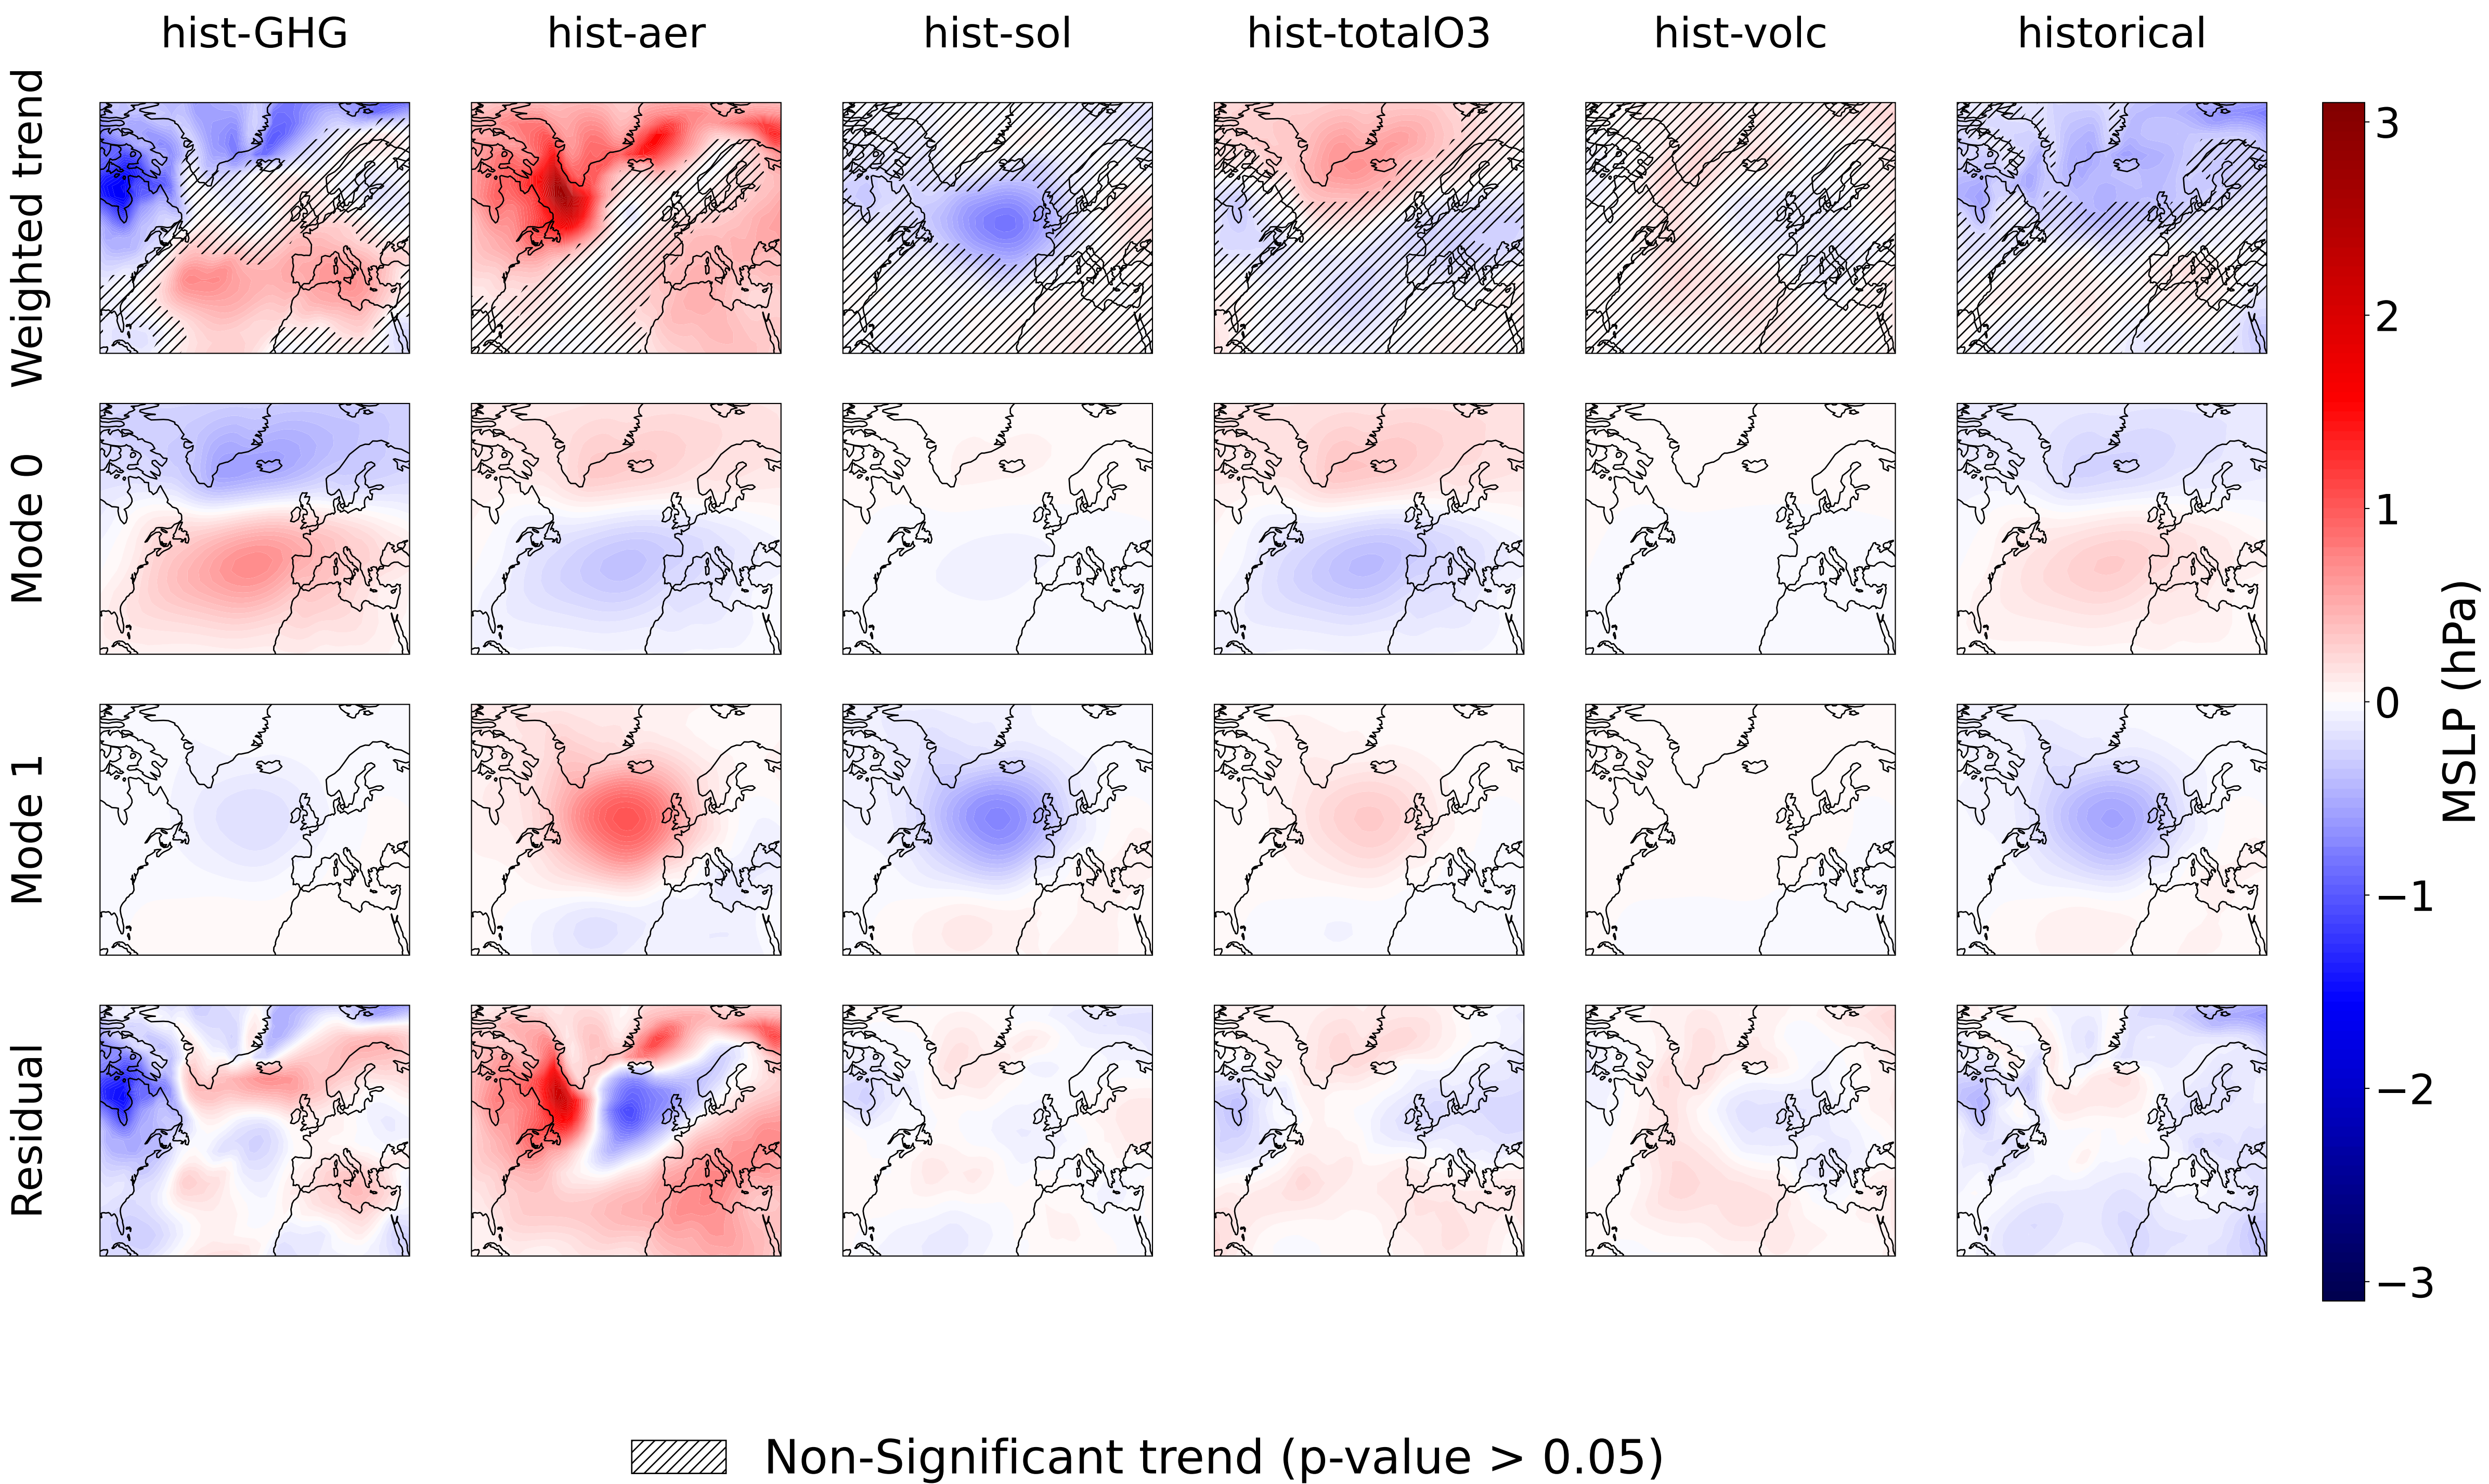 hist-GHG hist-aer hist-sol hist-totalO3 hist-volc historical
Weighted trend
Mode 0
Mode 1
Residual
3
2
1
0
−1
−2
−3
MSLP (hPa)
Non-Significant trend (p-value > 0.05)